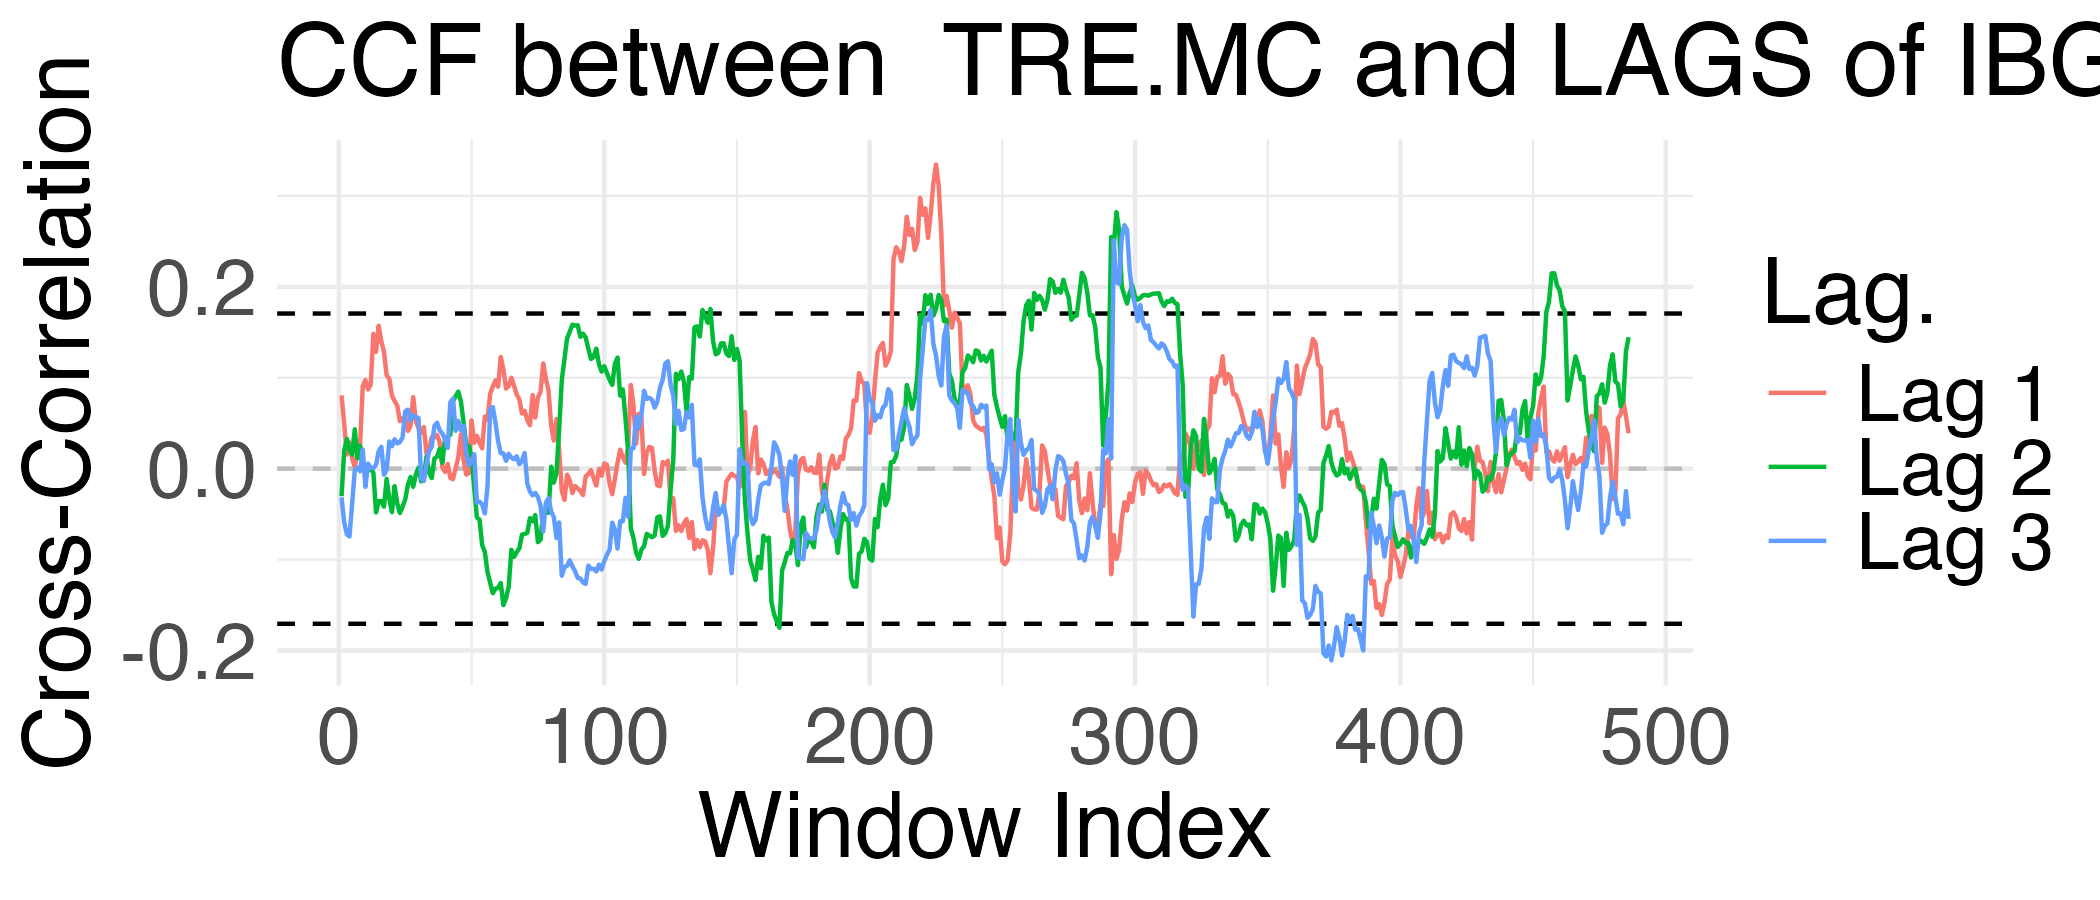 CCF between TRE.MC and LAGS of IBG
Cross-Correlation
0.2
0.0
-0.2
0
100
200
300
400
500
Window Index
Lag.
Lag 1
Lag 2
Lag 3